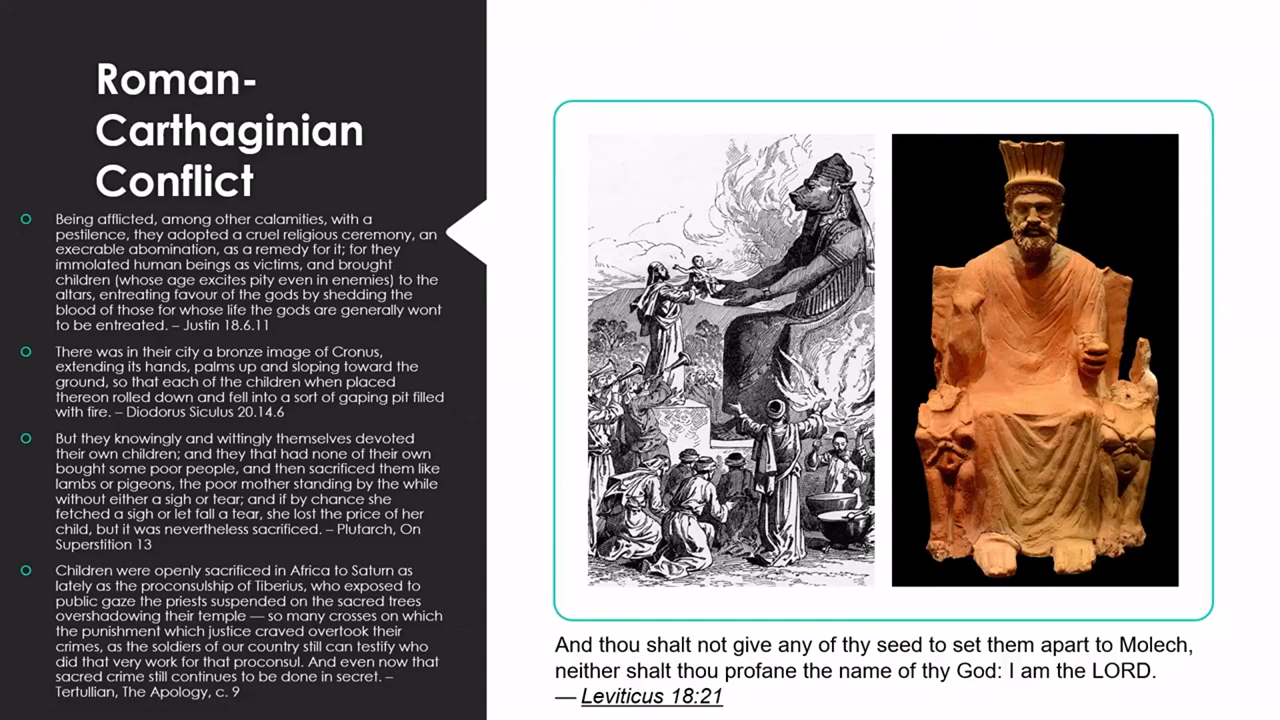 Roman-
Carthaginian
Conflict
Being afflicted, among other calamities, with a
pestilence, they adopted a cruel religious ceremony, an
execrable abomination, as a remedy for it; for they
immolated human beings as victims, and brought
children (whose age excites pity even in enemies) to the
altars, entreating favour of the gods by shedding the
blood of those for whose life the gods are generally wont
to be entreated. – Justin 18.6.11
There was in their city a bronze image of Cronus,
extending its hands, palms up and sloping toward the
ground, so that each of the children when placed
thereon rolled down and fell into a sort of gaping pit filled
with fire. – Diodorus Siculus 20.14.6
But they knowingly and wittingly themselves devoted
their own children; and they that had none of their own
bought some poor people, and then sacrificed them like
lambs or pigeons, the poor mother standing by the while
without either a sigh or tear; and if by chance she
fetched a sigh or let fall a tear, she lost the price of her
child, but it was nevertheless sacrificed. – Plutarch, On
Superstition 13
Children were openly sacrificed in Africa to Saturn as
lately as the proconsulship of Tiberius, who exposed to
public gaze the priests suspended on the sacred trees
overshadowing their temple — so many crosses on which
the punishment which justice craved overtook their
crimes, as the soldiers of our country still can testify who
did that very work for that proconsul. And even now that
sacred crime still continues to be done in secret. –
Tertullian, The Apology, c. 9
And thou shalt not give any of thy seed to set them apart to Molech,
neither shalt thou profane the name of thy God: I am the LORD.
— Leviticus 18:21